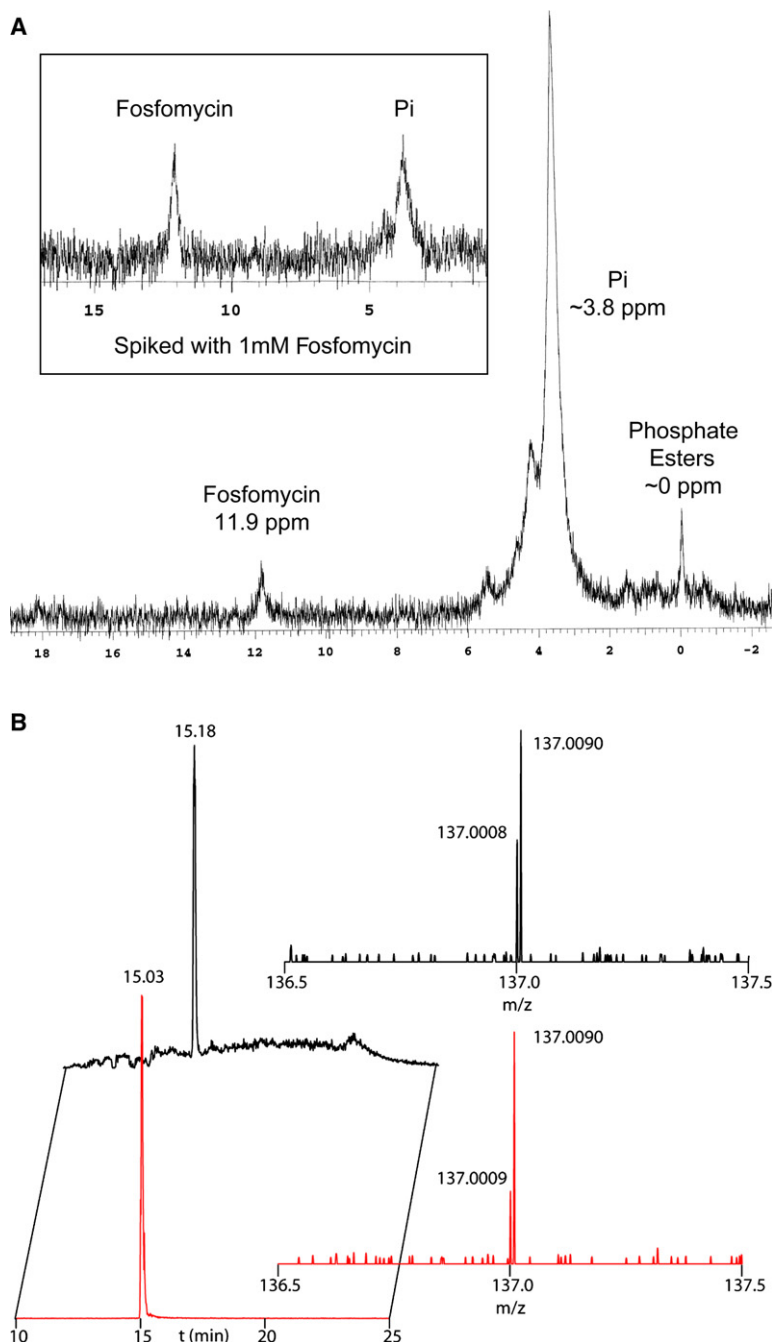 A
Fosfomycin
Pi
15 10 5
Spiked with 1mM Fosfomycin
Pi
~3.8 ppm
Phosphate
Esters
~0 ppm
Fosfomycin
11.9 ppm
18 16 14 12 10 8 6 4 2 0 -2
B
15.18
137.0090
137.0008
136.5 137.0 137.5
m/z
15.03
137.0090
137.0009
136.5 137.0 137.5
m/z
10 15 t (min) 20 25